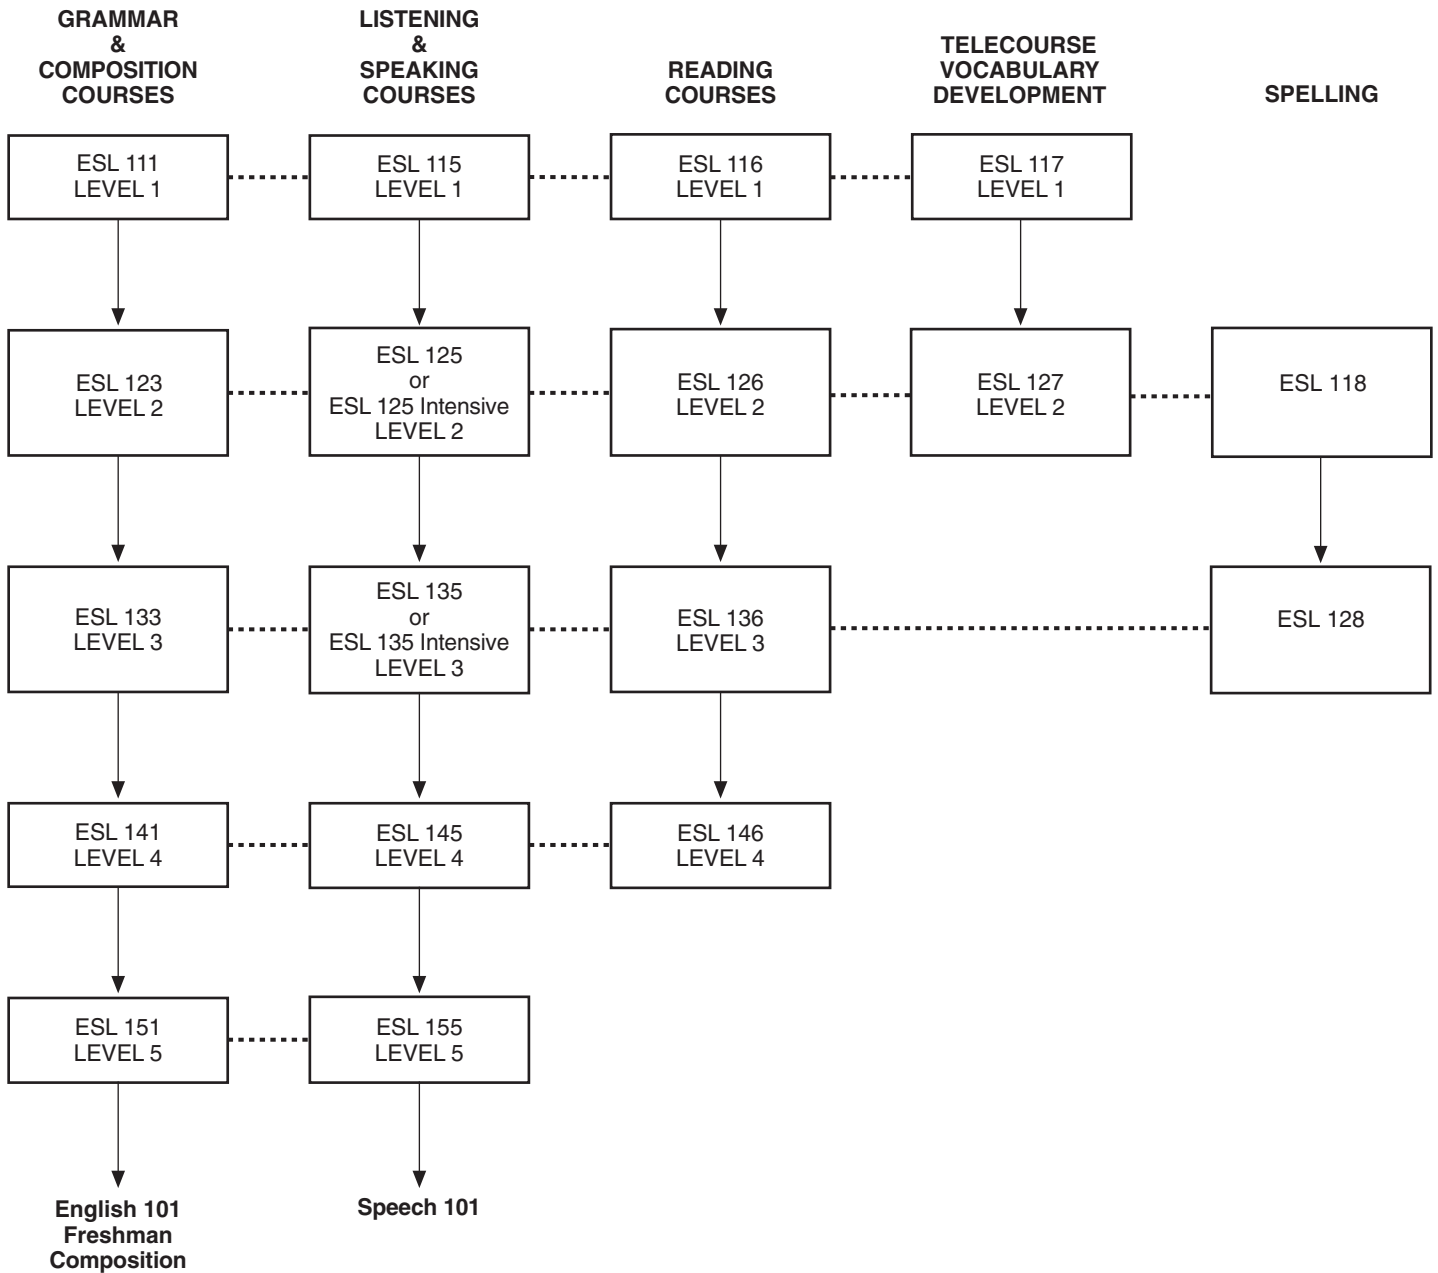 GRAMMAR
&
COMPOSITION
COURSES
LISTENING
&
SPEAKING
COURSES
READING
COURSES
TELECOURSE
VOCABULARY
DEVELOPMENT
SPELLING
ESL 111
LEVEL 1
ESL 115
LEVEL 1
ESL 116
LEVEL 1
ESL 117
LEVEL 1
ESL 123
LEVEL 2
ESL 125
or
ESL 125 Intensive
LEVEL 2
ESL 126
LEVEL 2
ESL 127
LEVEL 2
ESL 118
ESL 133
LEVEL 3
ESL 135
or
ESL 135 Intensive
LEVEL 3
ESL 136
LEVEL 3
ESL 128
ESL 141
LEVEL 4
ESL 145
LEVEL 4
ESL 146
LEVEL 4
ESL 151
LEVEL 5
ESL 155
LEVEL 5
English 101
Freshman
Composition
Speech 101